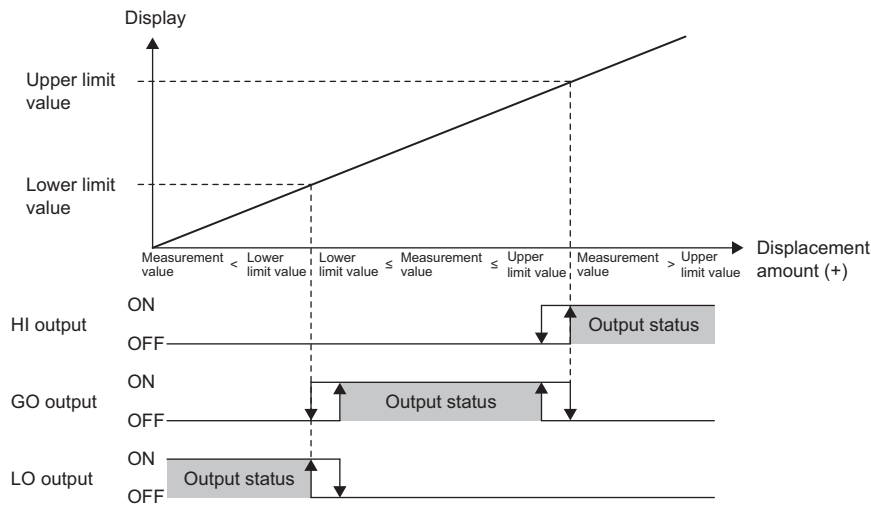 Display
Upper limit
value
Lower limit
value
Displacement
amount (+)
Measurement
value
<
Lower
limit value
Lower
limit value
≤
Measurement
value
≤
Upper
limit value
Measurement
value
>
Upper
limit value
HI output
ON
OFF
Output status
GO output
ON
OFF
Output status
LO output
ON
OFF
Output status